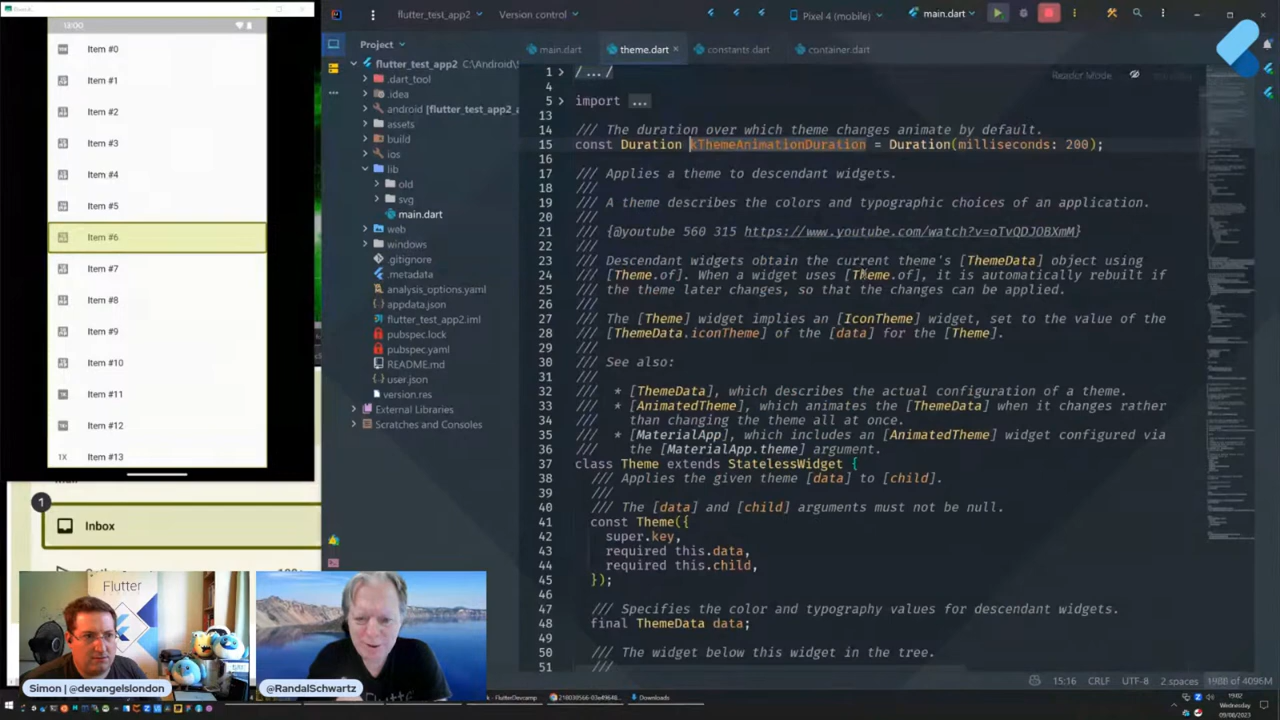 flutter_test_app2
Version control
Pixel 4 (mobile)
main.dart
13:00
Item #0
Item #1
Item #2
Item #3
Item #4
Item #5
Item #6
Item #7
Item #8
Item #9
Item #10
Item #11
Item #12
1X Item #13
1
Inbox
Project
flutter_test_app2
.dart_tool
.idea
android [flutter_test_app2_a
assets
build
ios
lib
old
svg
main.dart
web
windows
.gitignore
.metadata
analysis_options.yaml
appdata.json
flutter_test_app2.iml
pubspec.lock
pubspec.yaml
README.md
user.json
version.res
External Libraries
Scratches and Consoles
main.dart
theme.dart
constants.dart
container.dart
Reader Mode
1 /.../
4
5 import ...
13
14 /// The duration over which theme changes animate by default.
15 const Duration kThemeAnimationDuration = Duration(milliseconds: 200);
16
17 /// Applies a theme to descendant widgets.
18 ///
19 /// A theme describes the colors and typographic choices of an application.
20 ///
21 /// {@youtube 560 315 https://www.youtube.com/watch?v=oTvQDJOBXmM}
22 ///
23 /// Descendant widgets obtain the current theme's [ThemeData] object using
24 /// [Theme.of]. When a widget uses [Theme.of], it is automatically rebuilt if
25 /// the theme later changes, so that the changes can be applied.
26 ///
27 /// The [Theme] widget implies an [IconTheme] widget, set to the value of the
28 /// [ThemeData.iconTheme] of the [data] for the [Theme].
29 ///
30 /// See also:
31 ///
32 /// * [ThemeData], which describes the actual configuration of a theme.
33 /// * [AnimatedTheme], which animates the [ThemeData] when it changes rather
34 /// than changing the theme all at once.
35 /// * [MaterialApp], which includes an [AnimatedTheme] widget configured via
36 /// the [MaterialApp.theme] argument.
37 class Theme extends StatelessWidget {
38 /// Applies the given theme [data] to [child].
39 ///
40 /// The [data] and [child] arguments must not be null.
41 const Theme({
42 super.key,
43 required this.data,
44 required this.child,
45 });
46
47 /// Specifies the color and typography values for descendant widgets.
48 final ThemeData data;
49
50 /// The widget below this widget in the tree.
51 ///
15:16 CRLF UTF-8 2 spaces
Flutter
Simon | @devangelslondon
@RandalSchwartz
Downloads
19:02
Wednesday
09/08/2023